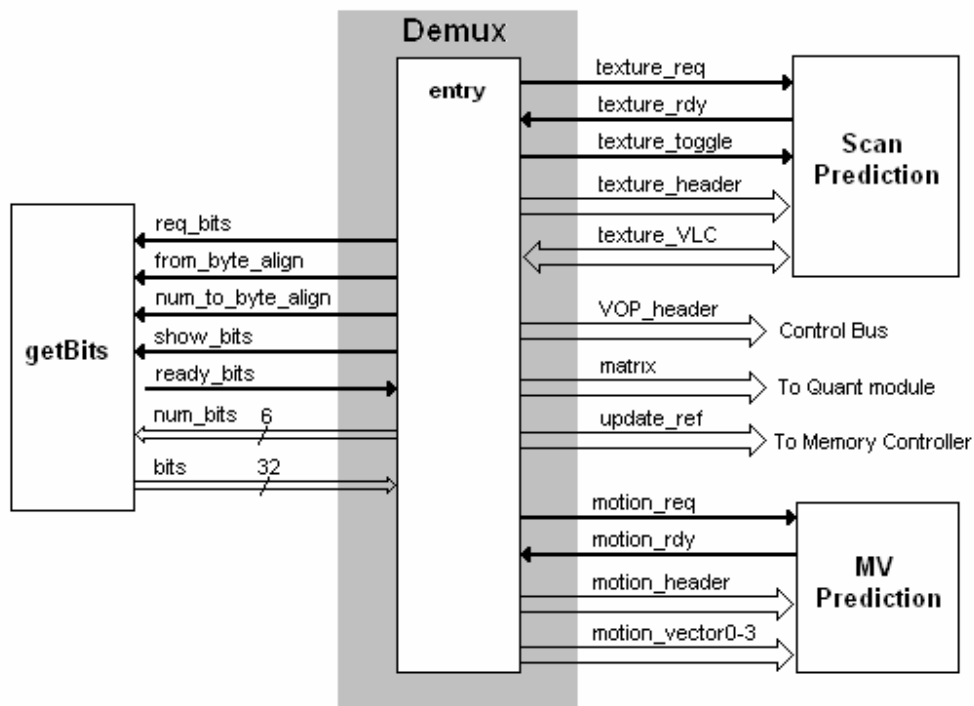 Demux
entry
texture_req
texture_rdy
texture_toggle
texture_header
texture_VLC
Scan
Prediction
req_bits
from_byte_align
num_to_byte_align
show_bits
ready_bits
num_bits 6
bits 32
getBits
VOP_header
Control Bus
matrix
To Quant module
update_ref
To Memory Controller
motion_req
motion_rdy
motion_header
motion_vector0-3
MV
Prediction